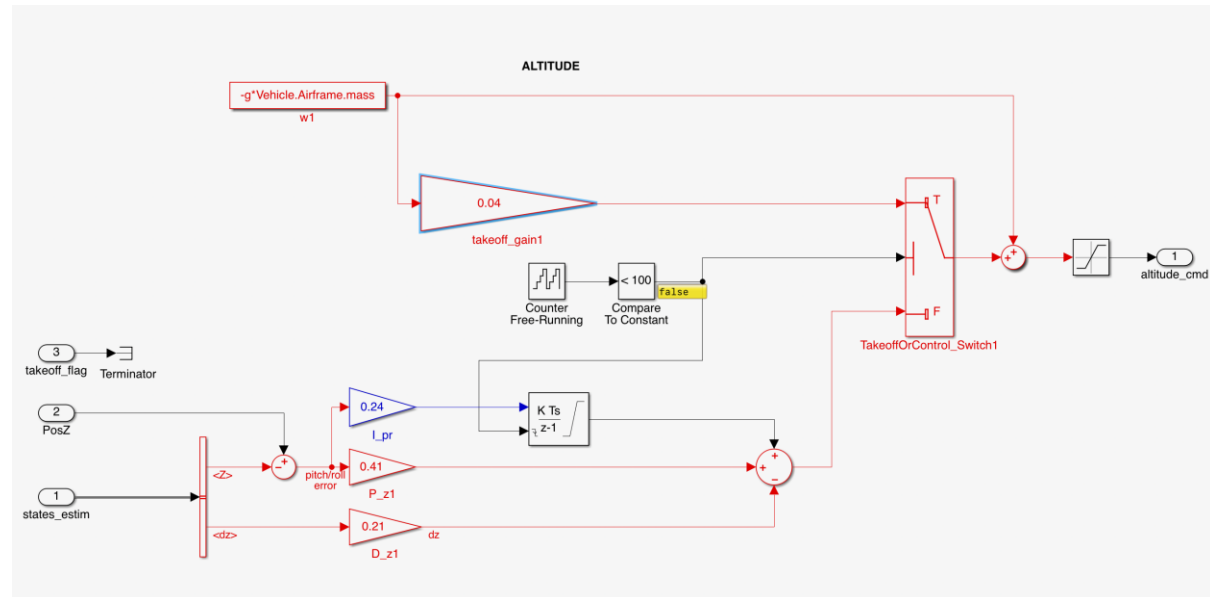 ALTITUDE
-g*Vehicle.Airframe.mass
w1
0.04
takeoff_gain1
T
F
TakeoffOrControl_Switch1
+
+
1
altitude_cmd
Counter
Free-Running
< 100
false
Compare
To Constant
3
takeoff_flag
Terminator
2
PosZ
0.24
I_pr
K Ts
z-1
+
−
<Z>
pitch/roll
error
0.41
P_z1
+
+
−
1
states_estim
<dz>
0.21
dz
D_z1